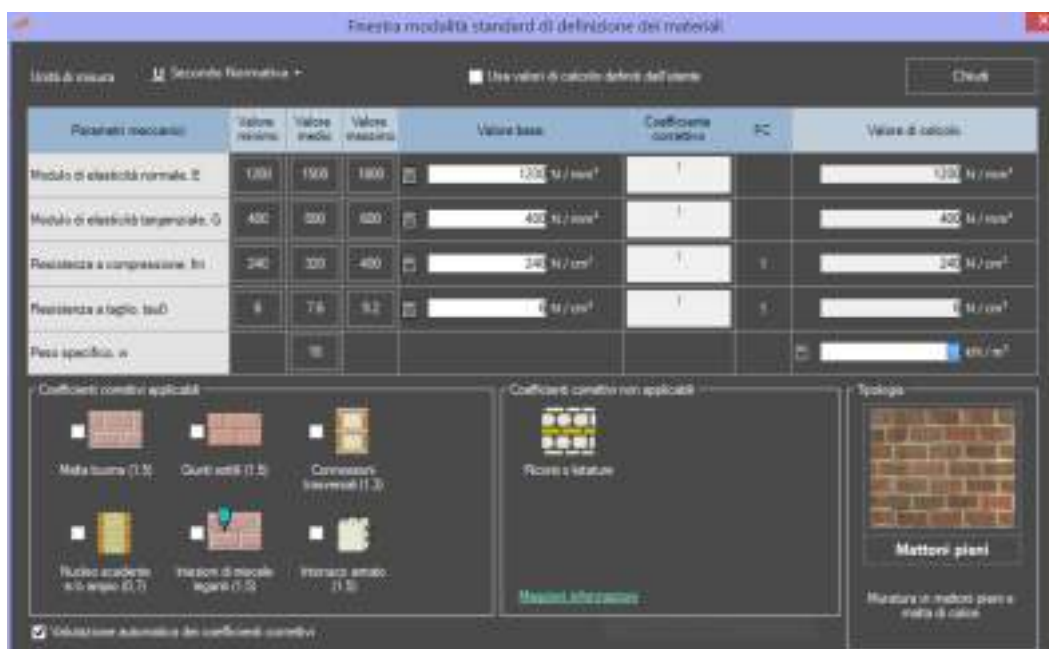 Finestra modalità standard di definizione dei materiali
Unità di misura
Secondo Normativa
Usa valori di calcolo definiti dall'utente
Chiudi
Parametri meccanici
Valore minimo
Valore medio
Valore massimo
Valore base
Coefficiente correttivo
FC
Valore di calcolo
Modulo di elasticità normale, E
1200
1500
1800
1200 N/mm²
1
1200 N/mm²
Modulo di elasticità tangenziale, G
400
500
600
400 N/mm²
1
400 N/mm²
Resistenza a compressione, fm
240
320
400
240 N/cm²
1
1
240 N/cm²
Resistenza a taglio, tau0
6
7.6
9.2
6 N/cm²
1
1
6 N/cm²
Peso specifico, w
18
kN/m³
Coefficienti correttivi applicabili
Malta buona (1.5)
Giunti sottili (1.5)
Connessioni
trasversali (1.3)
Nucleo scadente
e/o ampio (0.7)
Iniezioni di miscele
leganti (1.5)
Intonaco armato
(1.5)
Valutazione automatica dei coefficienti correttivi
Coefficienti correttivi non applicabili
Ricorsi o listature
Maggiori informazioni
Tipologia
Mattoni pieni
Muratura in mattoni pieni e
malta di calce